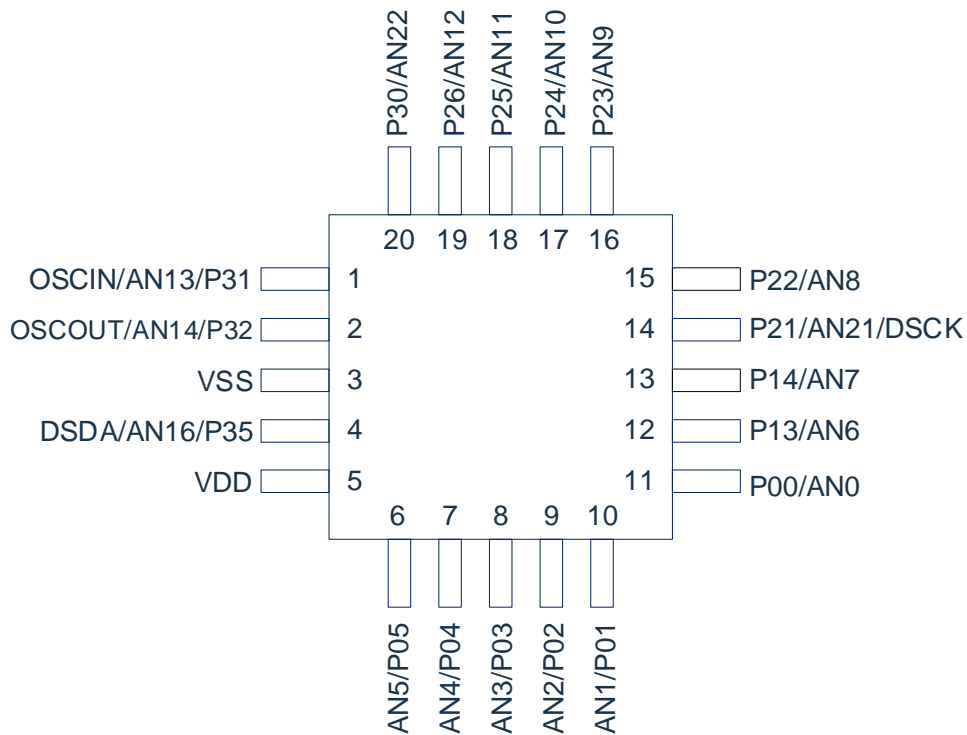 P30/AN22
P26/AN12
P25/AN11
P24/AN10
P23/AN9
20
19
18
17
16
OSCIN/AN13/P31
1
15
P22/AN8
OSCOUT/AN14/P32
2
14
P21/AN21/DSCK
VSS
3
13
P14/AN7
DSDA/AN16/P35
4
12
P13/AN6
VDD
5
11
P00/AN0
6
7
8
9
10
AN5/P05
AN4/P04
AN3/P03
AN2/P02
AN1/P01